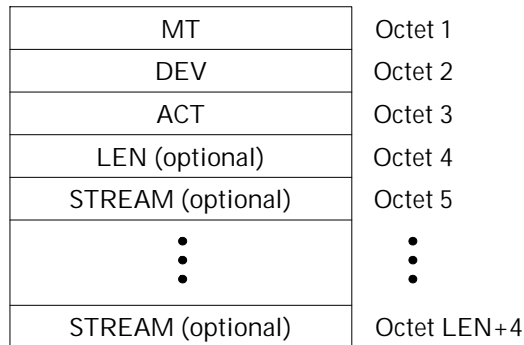 MT Octet 1
DEV Octet 2
ACT Octet 3
LEN (optional) Octet 4
STREAM (optional) Octet 5
STREAM (optional) Octet LEN+4